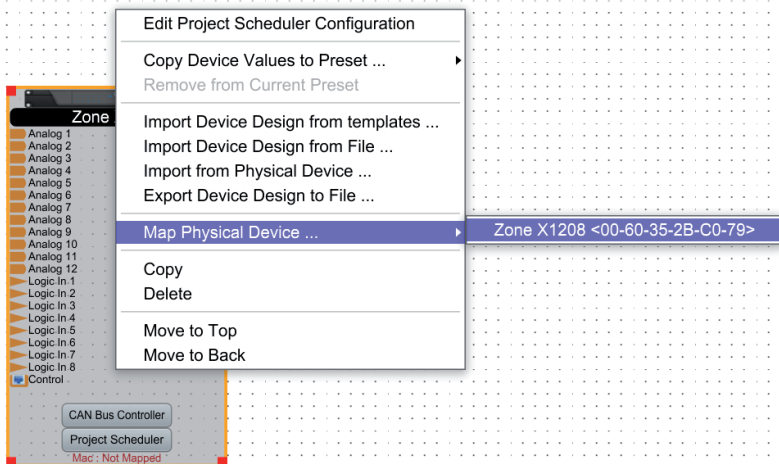 Edit Project Scheduler Configuration
Copy Device Values to Preset ...
Remove from Current Preset
Import Device Design from templates ...
Import Device Design from File ...
Import from Physical Device ...
Export Device Design to File ...
Map Physical Device ...
Zone X1208 <00-60-35-2B-C0-79>
Copy
Delete
Move to Top
Move to Back
Zone
Analog 1
Analog 2
Analog 3
Analog 4
Analog 5
Analog 6
Analog 7
Analog 8
Analog 9
Analog 10
Analog 11
Analog 12
Logic In 1
Logic In 2
Logic In 3
Logic In 4
Logic In 5
Logic In 6
Logic In 7
Logic In 8
Control
CAN Bus Controller
Project Scheduler
Mac : Not Mapped